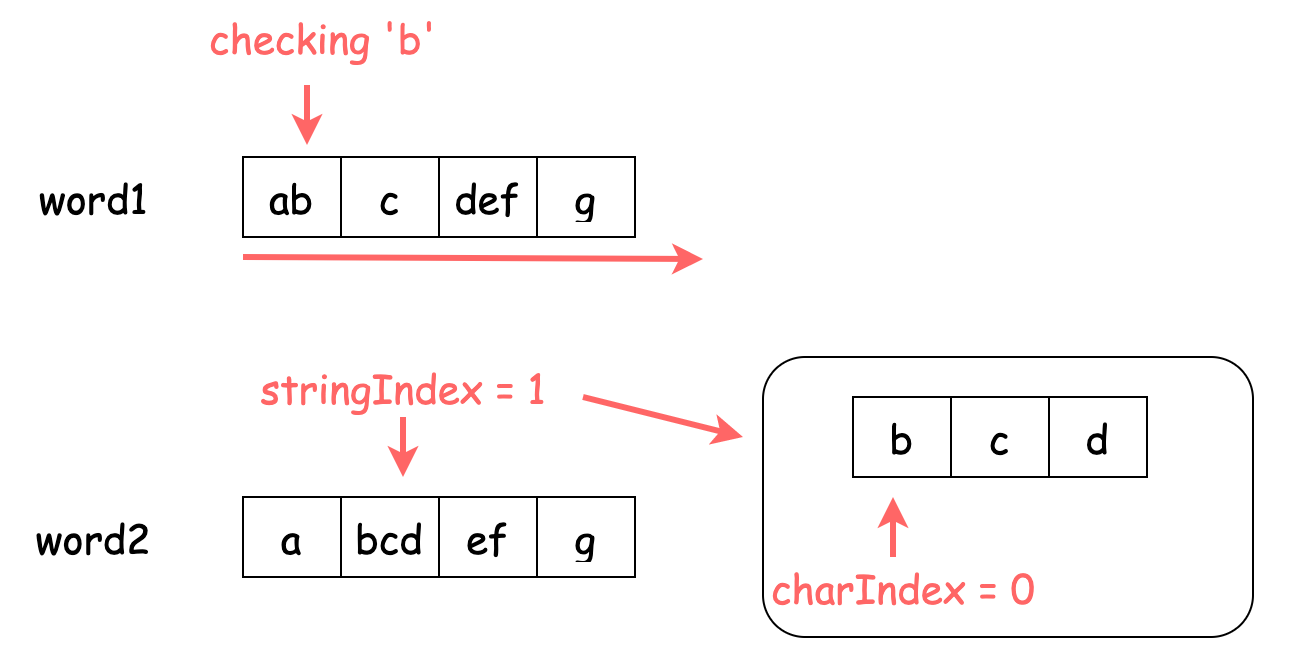 checking 'b'
word1 ab c def g
stringIndex = 1
b c d
word2 a bcd ef g
charIndex = 0